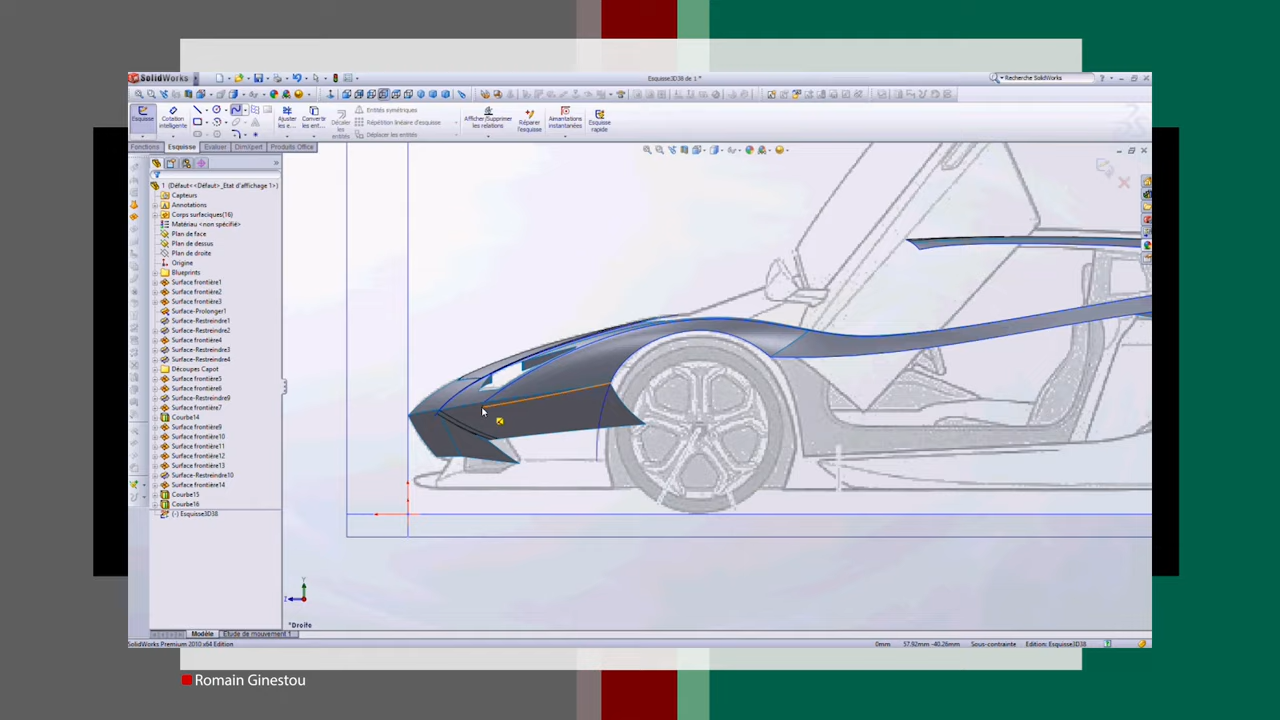 SolidWorks
Esquisse3D38 de 1 *
Recherche SolidWorks
Esquisse
Cotation intelligente
Ajuster les e...
Convertir les ent...
Décaler les entités
Entités symétriques
Répétition linéaire d'esquisse
Déplacer les entités
Afficher/Supprimer les relations
Réparer l'esquisse
Aimantations instantanées
Esquisse rapide
Fonctions
Esquisse
Evaluer
DimXpert
Produits Office
1 (Défaut<<Défaut>_Etat d'affichage 1>)
Capteurs
Annotations
Corps surfaciques(16)
Matériau <non spécifié>
Plan de face
Plan de dessus
Plan de droite
Origine
Blueprints
Surface frontière1
Surface frontière2
Surface frontière3
Surface-Prolonger1
Surface-Restreindre1
Surface-Restreindre2
Surface frontière4
Surface-Restreindre3
Surface-Restreindre4
Découpes Capot
Surface frontière5
Surface frontière6
Surface-Restreindre9
Surface frontière7
Courbe14
Surface frontière9
Surface frontière10
Surface frontière11
Surface frontière12
Surface frontière13
Surface-Restreindre10
Surface frontière14
Courbe15
Courbe16
(-) Esquisse3D38
Y
Z
*Droite
Modèle
Etude de mouvement 1
SolidWorks Premium 2010 x64 Edition
0mm
57.92mm
-40.26mm
Sous-contrainte
Edition: Esquisse3D38
Romain Ginestou